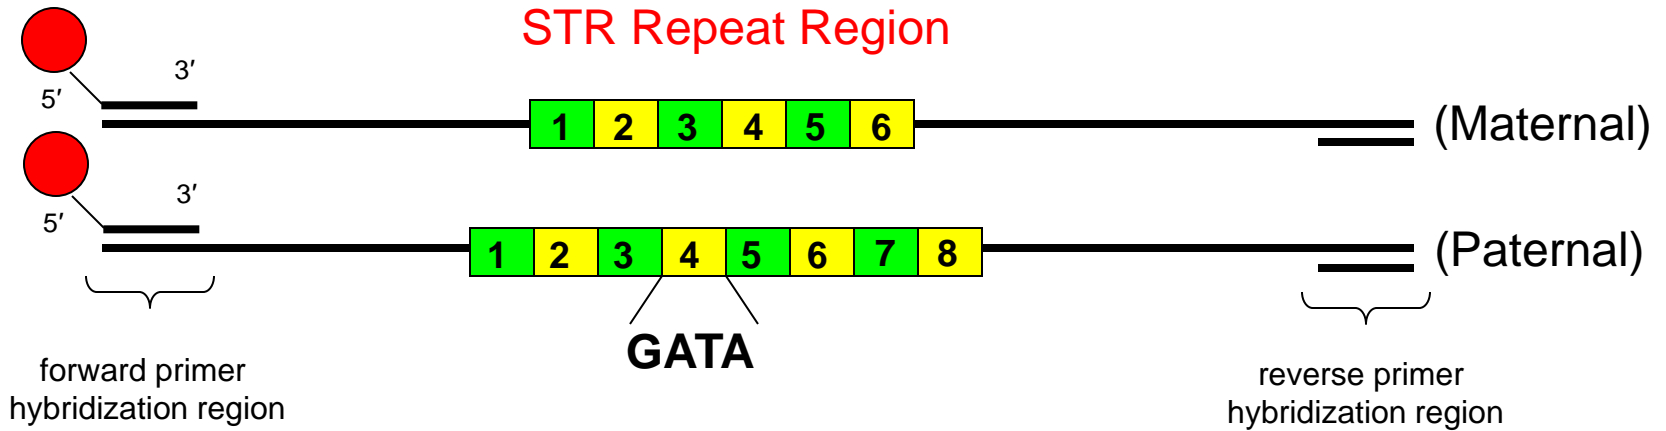 STR Repeat Region
3′
5′
1 2 3 4 5 6
(Maternal)
3′
5′
1 2 3 4 5 6 7 8
(Paternal)
GATA
forward primer
hybridization region
reverse primer
hybridization region